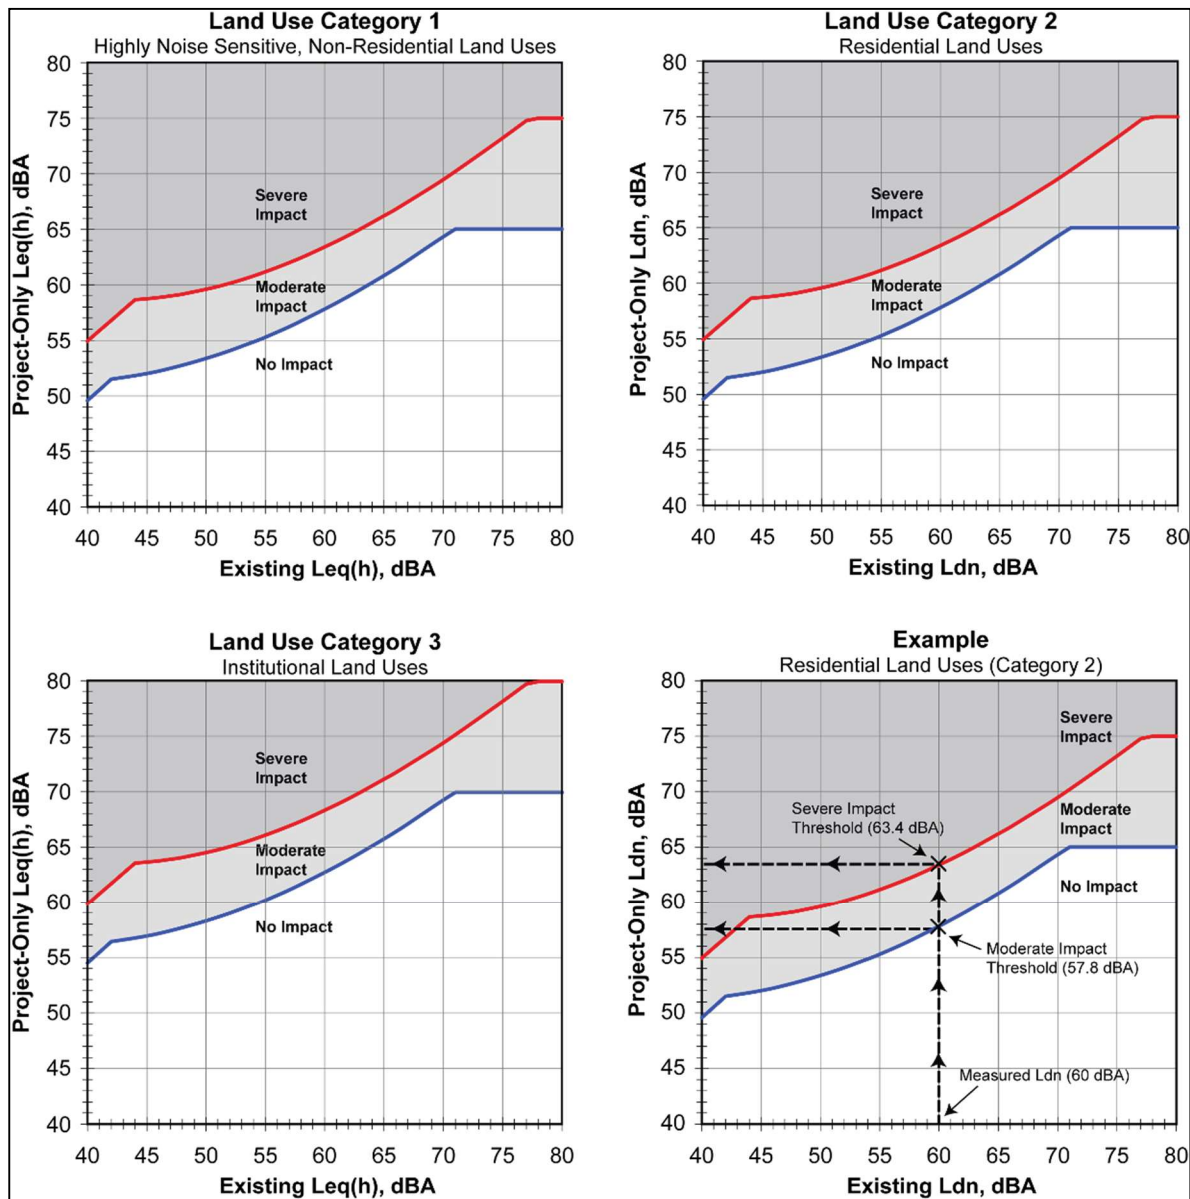 Land Use Category 1
Highly Noise Sensitive, Non-Residential Land Uses
80
75
70
65
60
55
50
45
40
Project-Only Leq(h), dBA
Severe
Impact
Moderate
Impact
No Impact
40 45 50 55 60 65 70 75 80
Existing Leq(h), dBA
Land Use Category 2
Residential Land Uses
80
75
70
65
60
55
50
45
40
Project-Only Ldn, dBA
Severe
Impact
Moderate
Impact
No Impact
40 45 50 55 60 65 70 75 80
Existing Ldn, dBA
Land Use Category 3
Institutional Land Uses
80
75
70
65
60
55
50
45
40
Project-Only Leq(h), dBA
Severe
Impact
Moderate
Impact
No Impact
40 45 50 55 60 65 70 75 80
Existing Leq(h), dBA
Example
Residential Land Uses (Category 2)
80
75
70
65
60
55
50
45
40
Project-Only Ldn, dBA
Severe
Impact
Severe Impact
Threshold (63.4 dBA)
Moderate
Impact
No Impact
Moderate Impact
Threshold (57.8 dBA)
Measured Ldn (60 dBA)
40 45 50 55 60 65 70 75 80
Existing Ldn, dBA